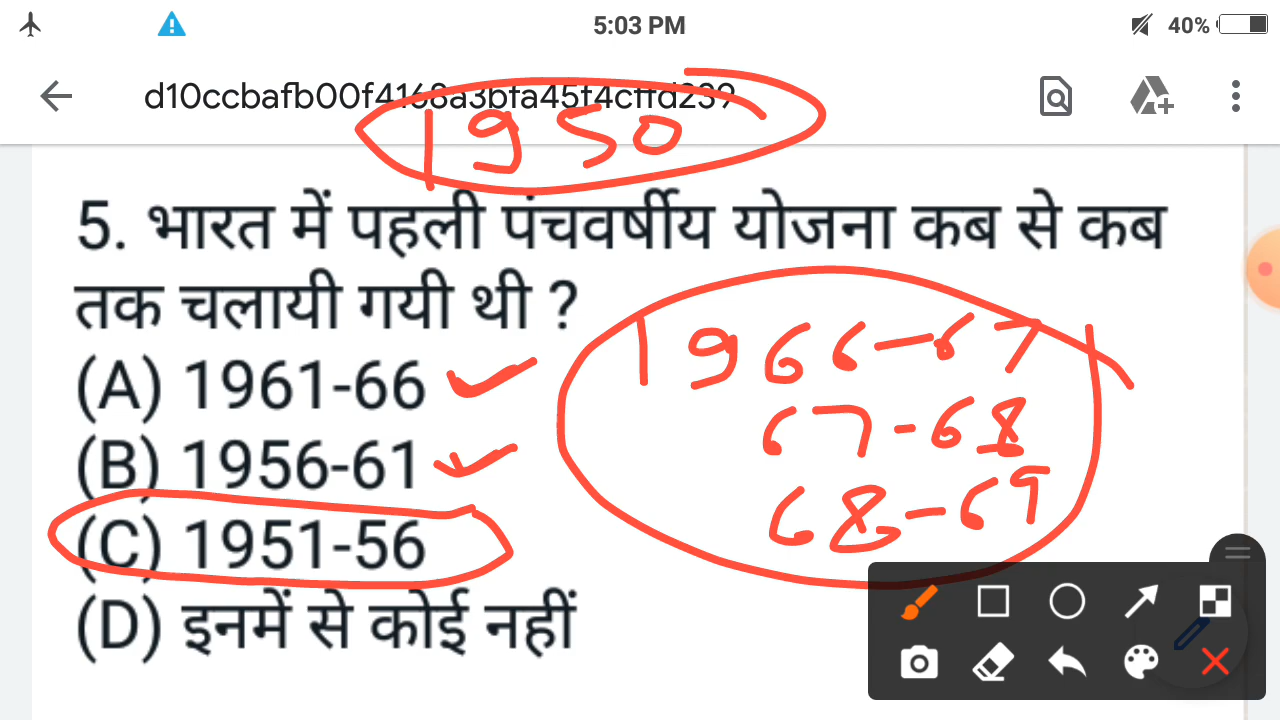 5:03 PM
40%
d10ccbafb00f4168a3bfa45f4cffd239
1950
5. भारत में पहली पंचवर्षीय योजना कब से कब
तक चलायी गयी थी ?
(A) 1961-66
(B) 1956-61
(C) 1951-56
(D) इनमें से कोई नहीं
1966-67
67-68
68-69